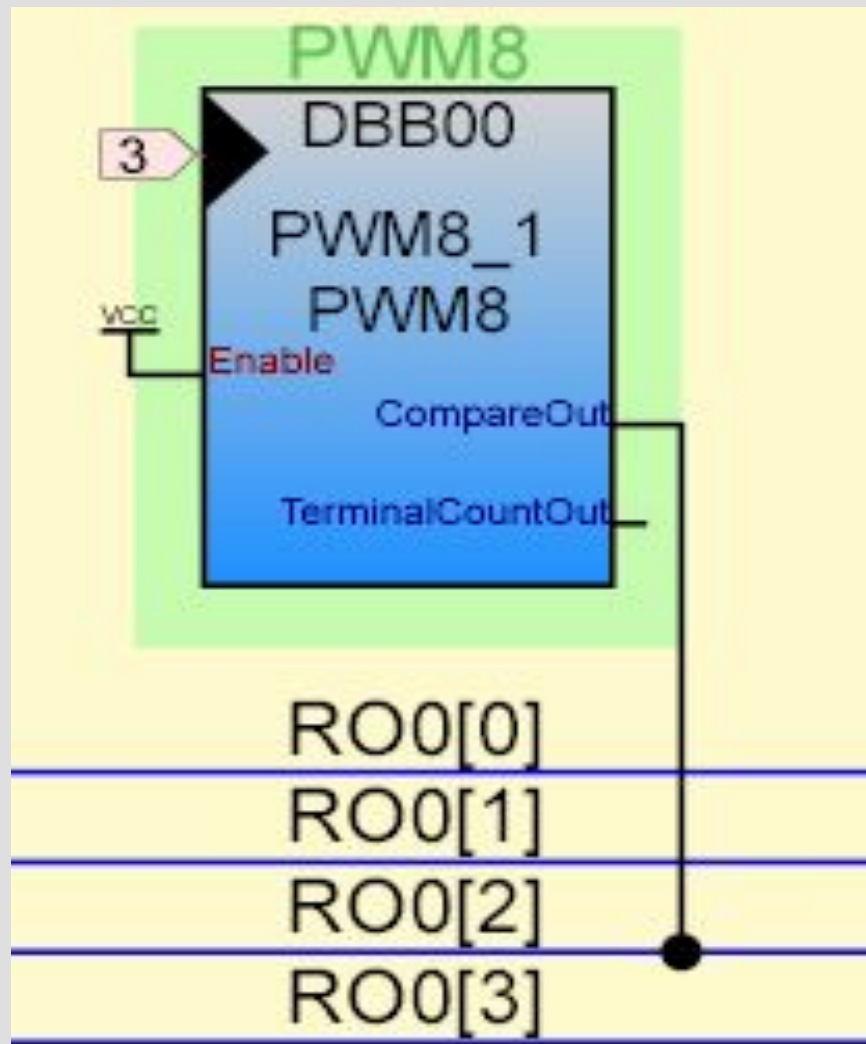 PWM8
DBB00
3
PWM8_1
PWM8
VCC
Enable
CompareOut
TerminalCountOut
RO0[0]
RO0[1]
RO0[2]
RO0[3]